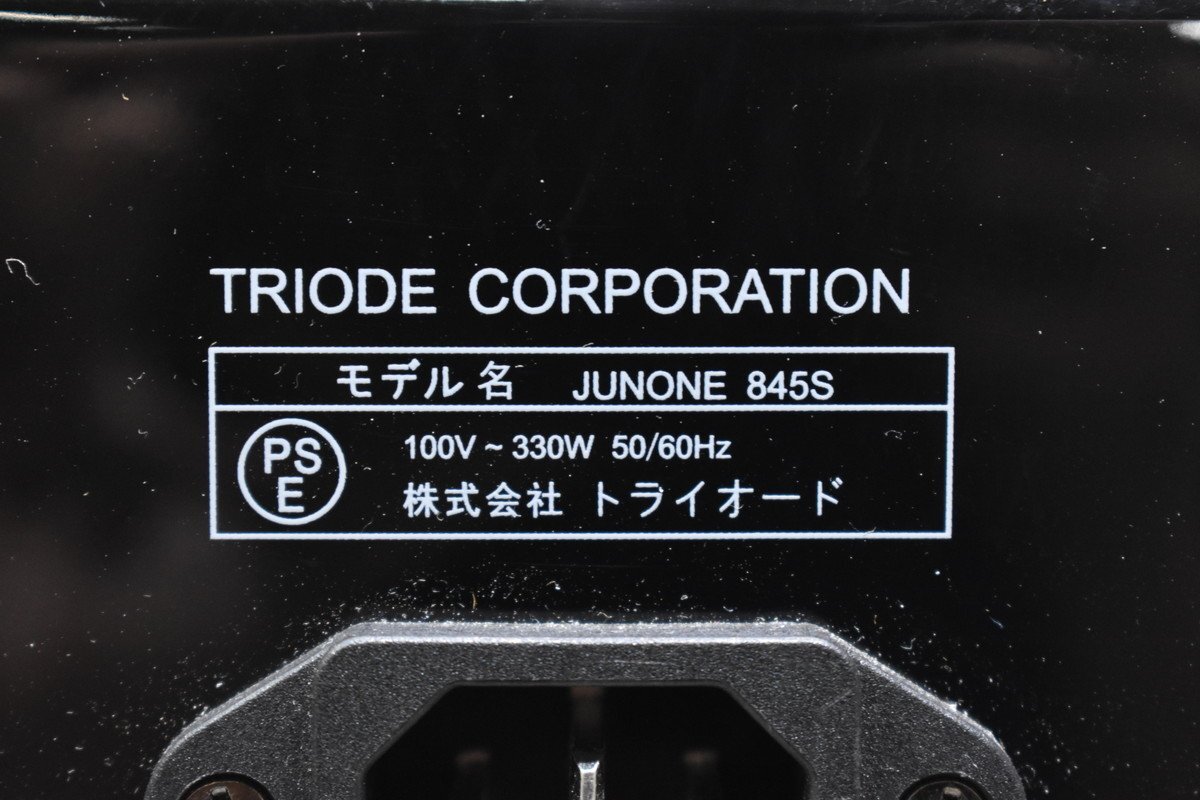 TRIODE CORPORATION
モデル名 JUNONE 845S
PS
E
100V ~ 330W 50/60Hz
株式会社 トライオード